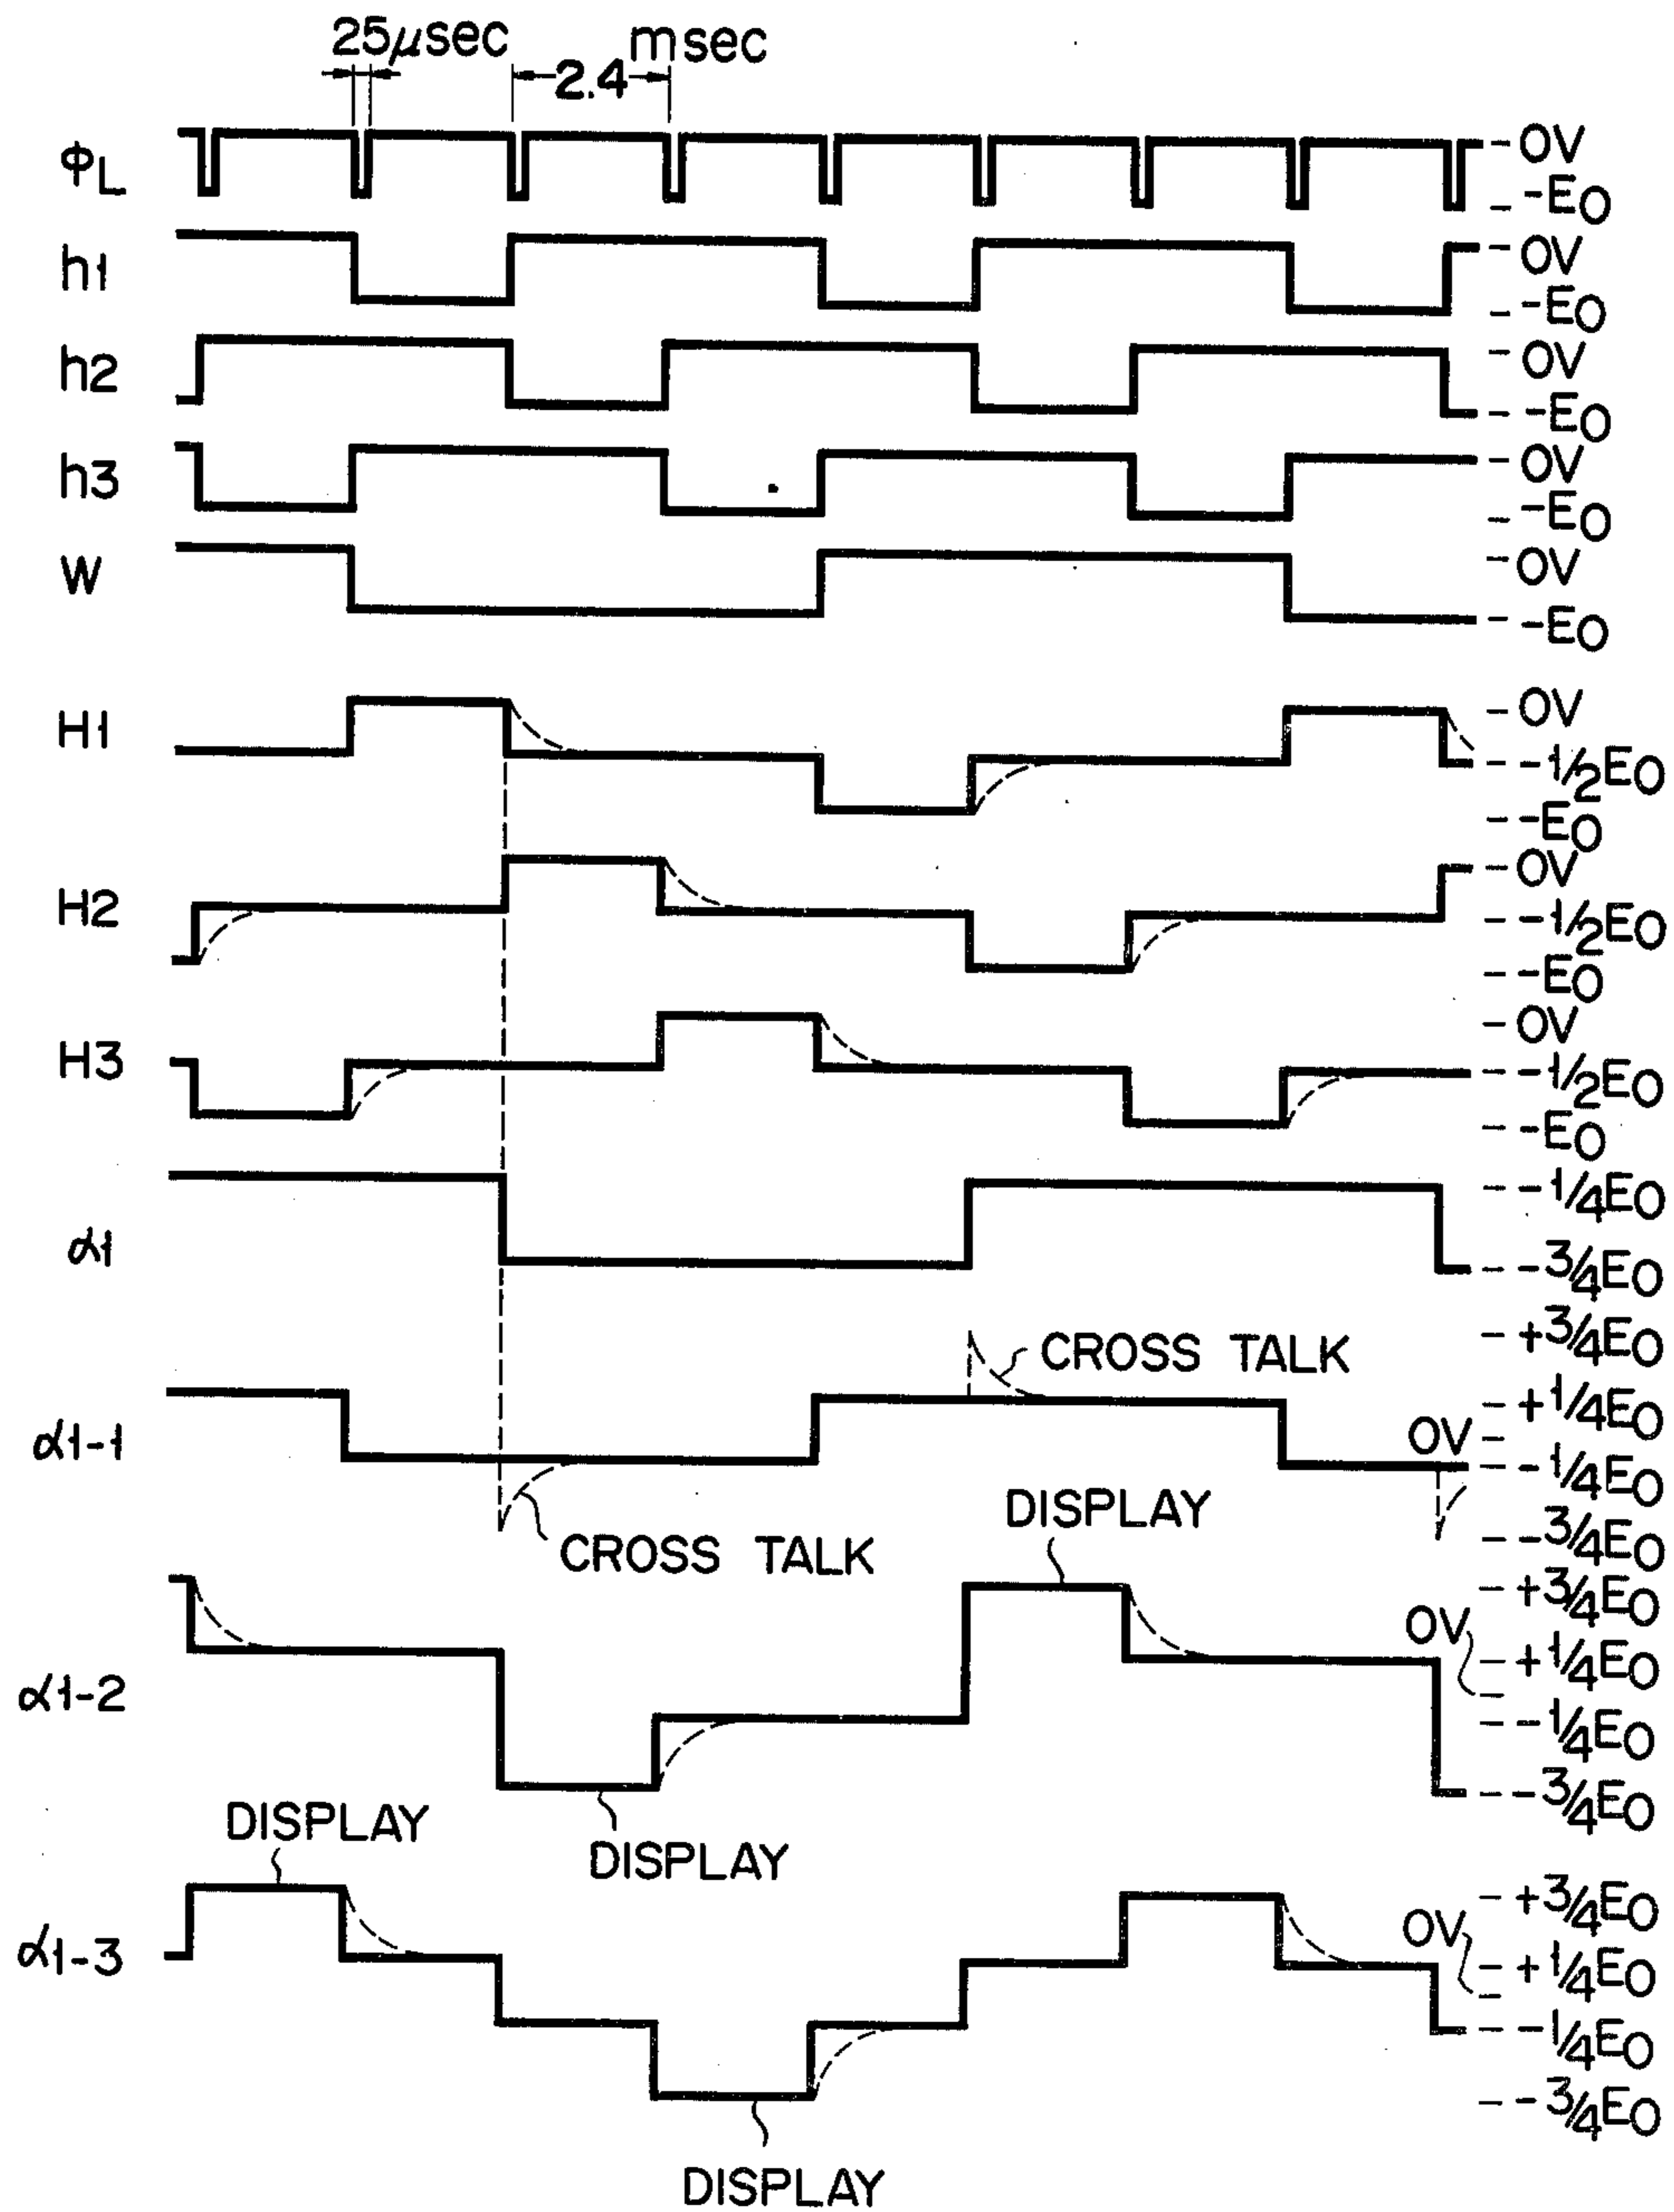 25μsec
2.4 msec
ϕL
0V
-E0
h1
0V
-E0
h2
0V
-E0
h3
0V
-E0
W
0V
-E0
H1
0V
-1/2E0
-E0
H2
0V
-1/2E0
-E0
H3
0V
-1/2E0
-E0
α1
-1/4E0
-3/4E0
α1-1
CROSS TALK
CROSS TALK
+3/4E0
+1/4E0
0V
-1/4E0
-3/4E0
α1-2
DISPLAY
DISPLAY
+3/4E0
0V
+1/4E0
-1/4E0
-3/4E0
α1-3
DISPLAY
DISPLAY
+3/4E0
0V
+1/4E0
-1/4E0
-3/4E0